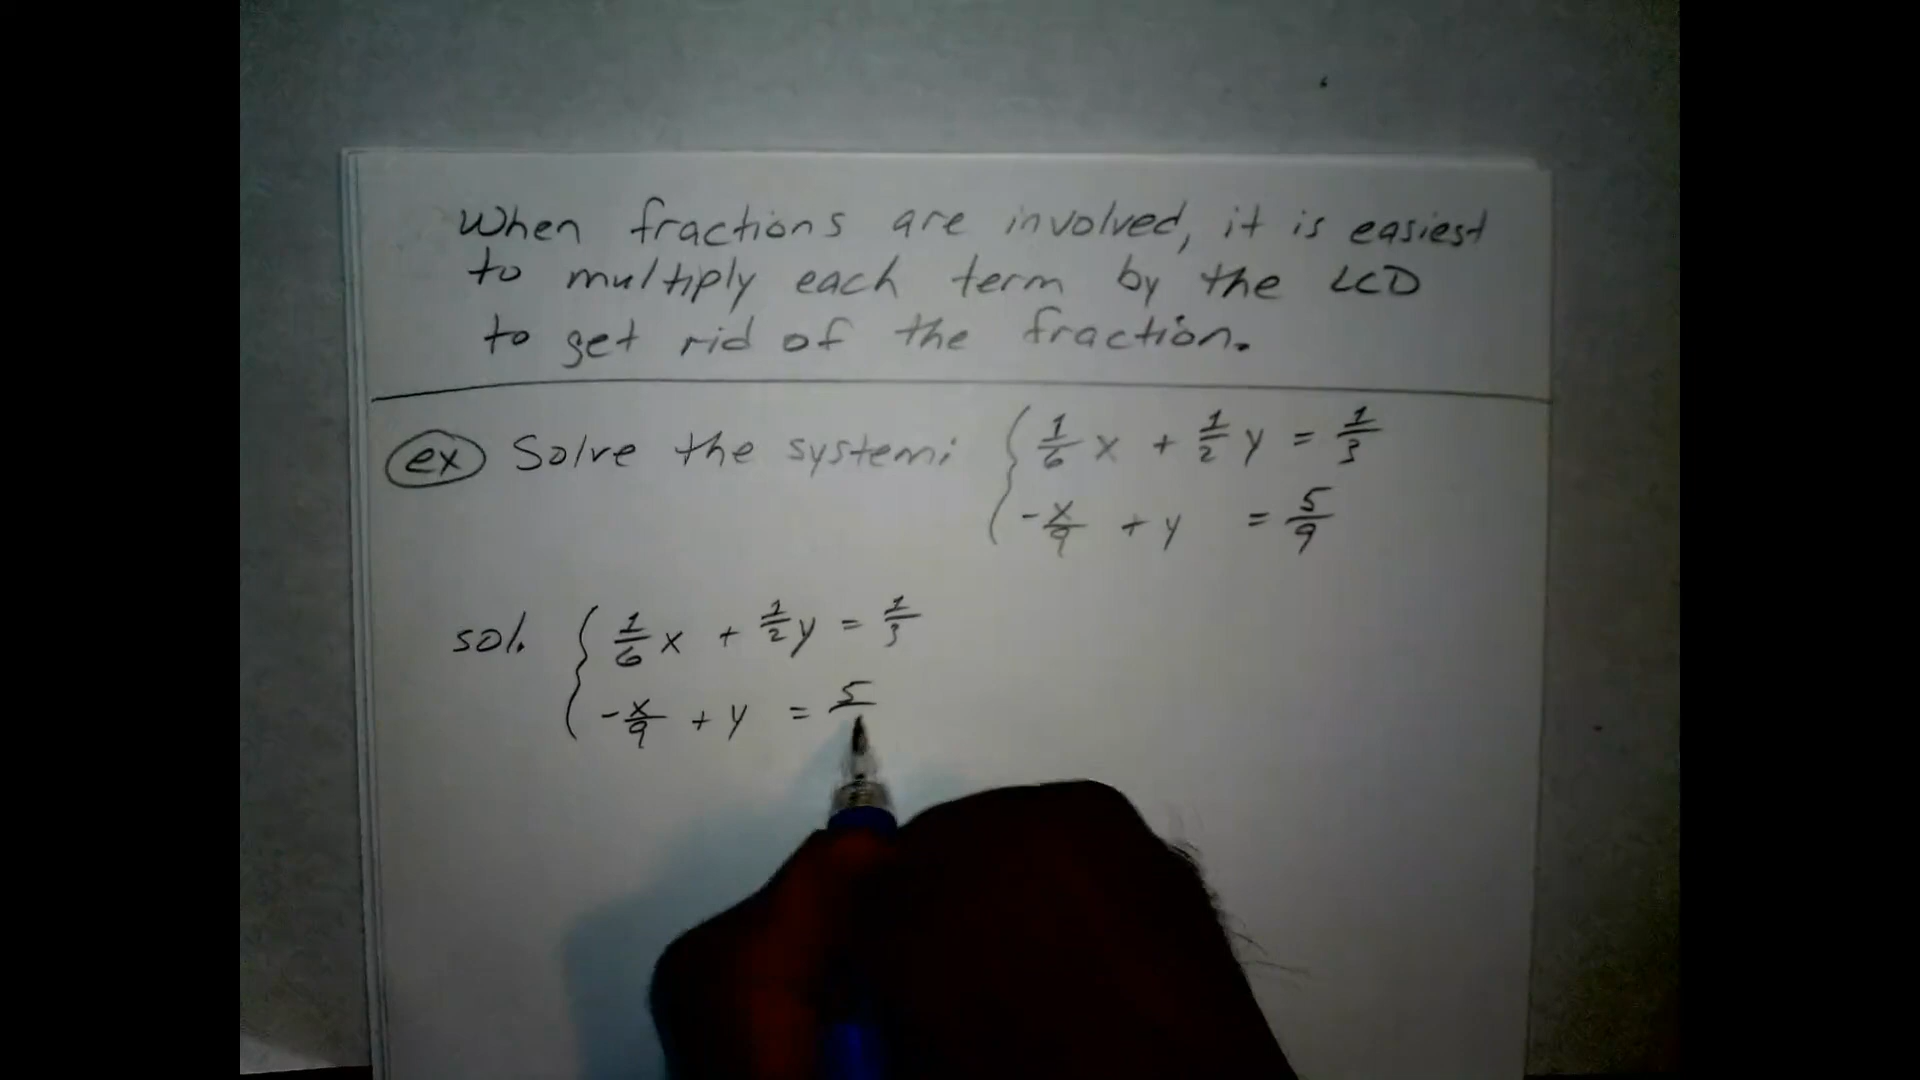 When fractions are involved, it is easiest
to multiply each term by the LCD
to get rid of the fraction.
ex Solve the system: { 1/6 x + 1/2 y = 1/3
-x/9 + y = 5/9
sol. { 1/6 x + 1/2 y = 1/3
-x/9 + y = 5/